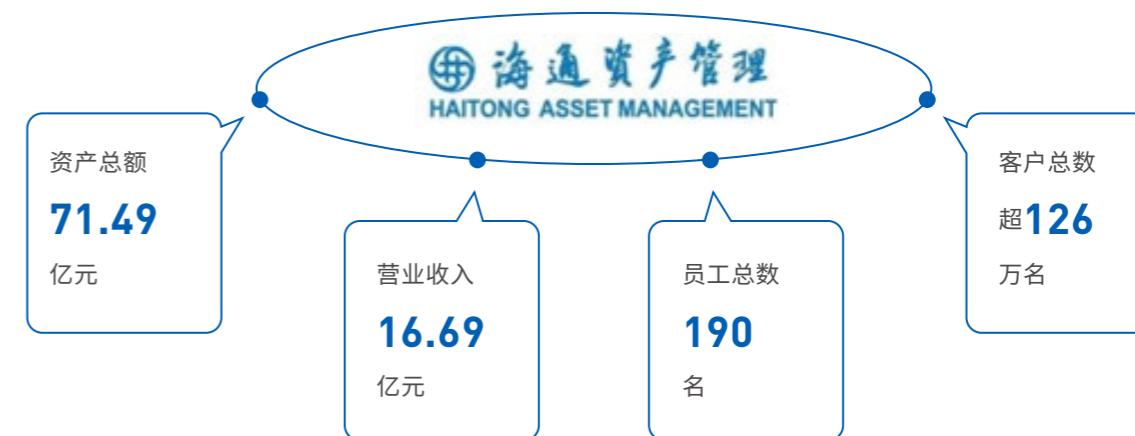 海通資产管理
HAITONG ASSET MANAGEMENT
资产总额
71.49
亿元
营业收入
16.69
亿元
员工总数
190
名
客户总数
超126
万名